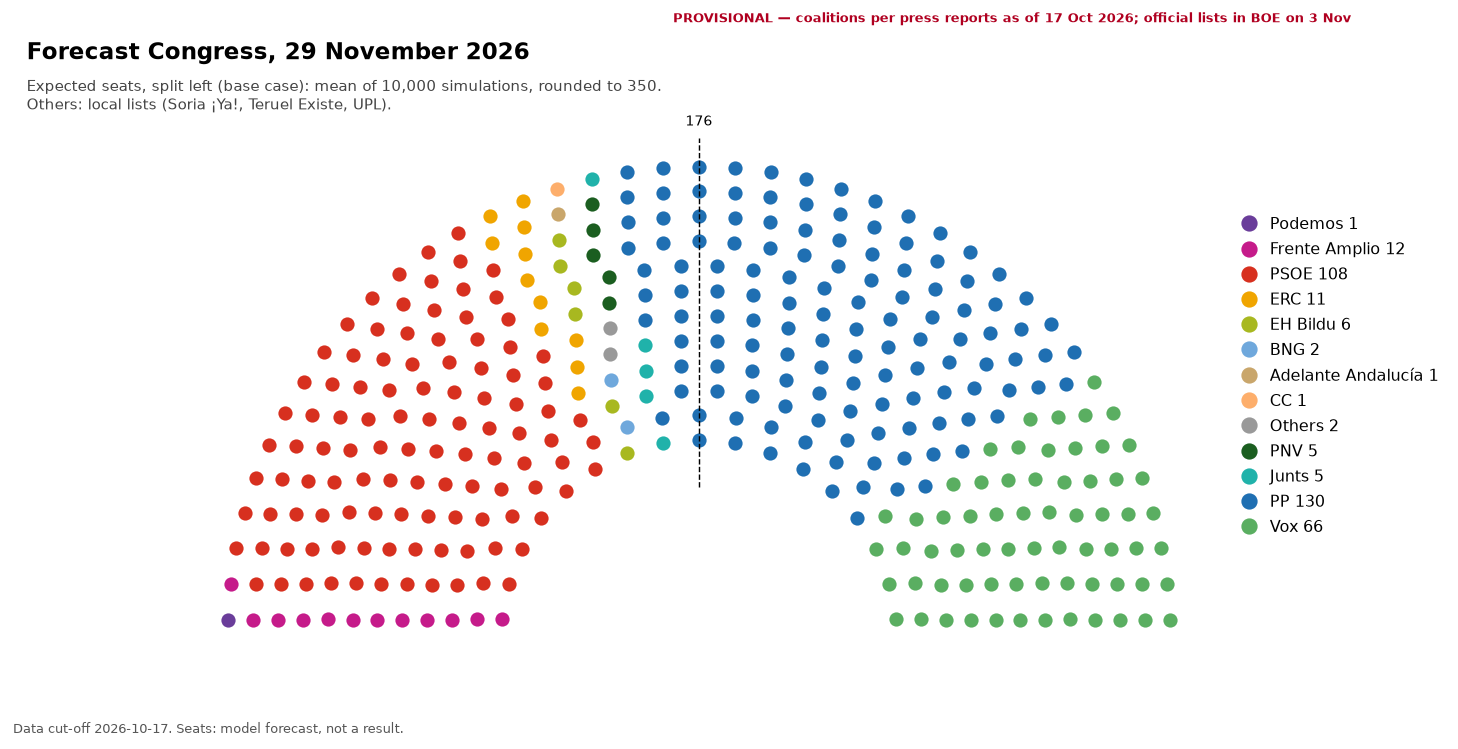 PROVISIONAL — coalitions per press reports as of 17 Oct 2026; official lists in BOE on 3 Nov
Forecast Congress, 29 November 2026
Expected seats, split left (base case): mean of 10,000 simulations, rounded to 350.
Others: local lists (Soria ¡Ya!, Teruel Existe, UPL).
176
Podemos 1
Frente Amplio 12
PSOE 108
ERC 11
EH Bildu 6
BNG 2
Adelante Andalucía 1
CC 1
Others 2
PNV 5
Junts 5
PP 130
Vox 66
Data cut-off 2026-10-17. Seats: model forecast, not a result.